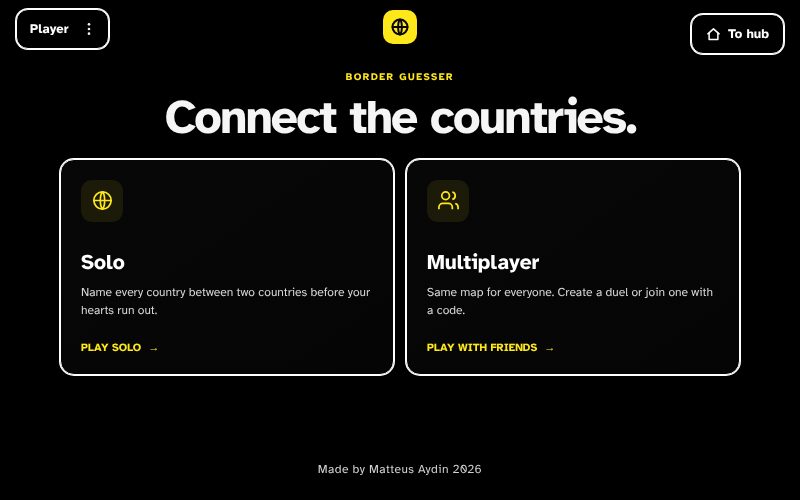 Player
To hub
BORDER GUESSER
Connect the countries.
Solo
Name every country between two countries before your
hearts run out.
PLAY SOLO →
Multiplayer
Same map for everyone. Create a duel or join one with
a code.
PLAY WITH FRIENDS →
Made by Matteus Aydin 2026